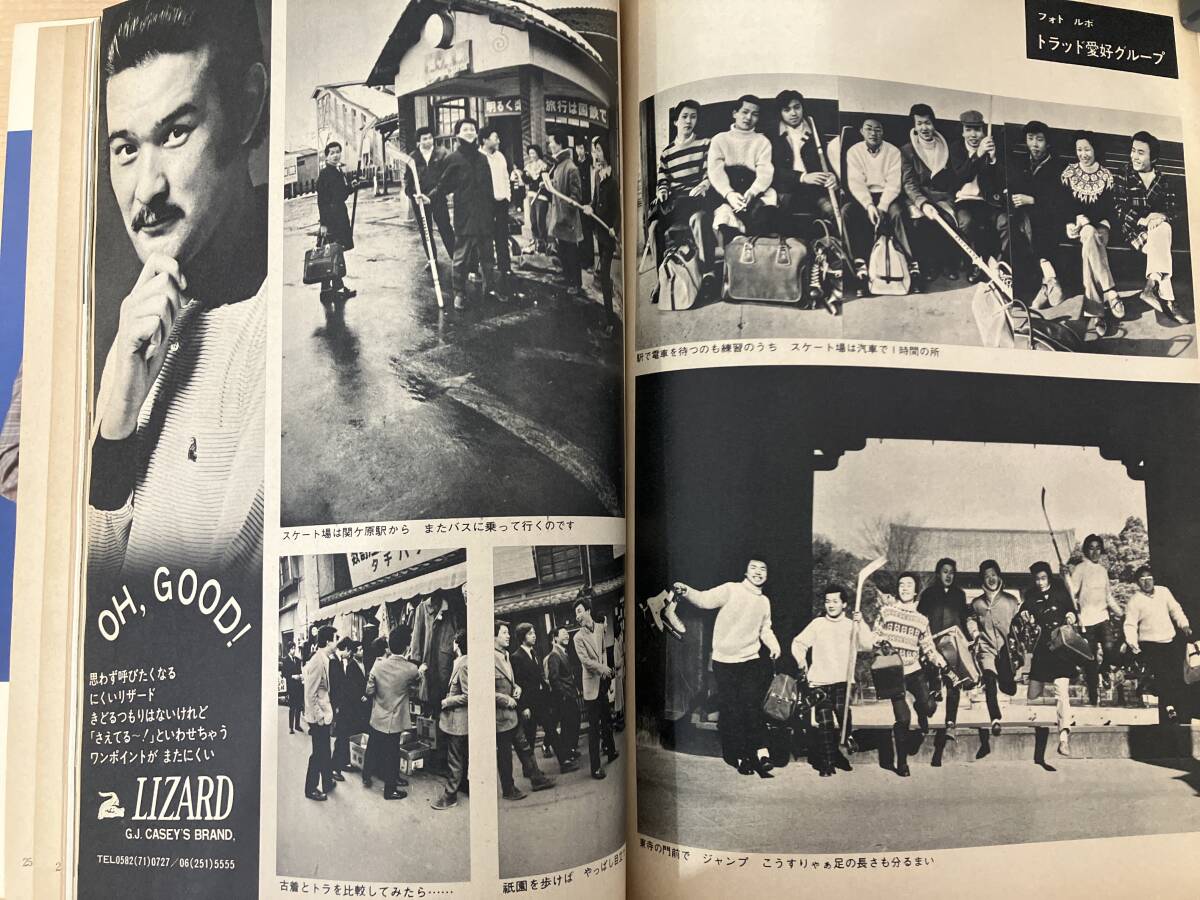 フォト ルポ
トラッド愛好グループ
明るく
旅行は国鉄で
駅で電車を待つのも練習のうち スケート場は汽車で1時間の所
スケート場は関ケ原駅から またバスに乗って行くのです
タチバ
東寺の門前で ジャンプ こうすりゃぁ足の長さも分るまい
古着とトラを比較してみたら……
祇園を歩けば やっぱし目立
OH, GOOD!
思わず呼びたくなる
にくいリザード
きどるつもりはないけれど
「さえてる〜!」といわせちゃう
ワンポイントが またにくい
LIZARD
G.J. CASEY'S BRAND,
TEL0582(71)0727/06(251)5555
25
2